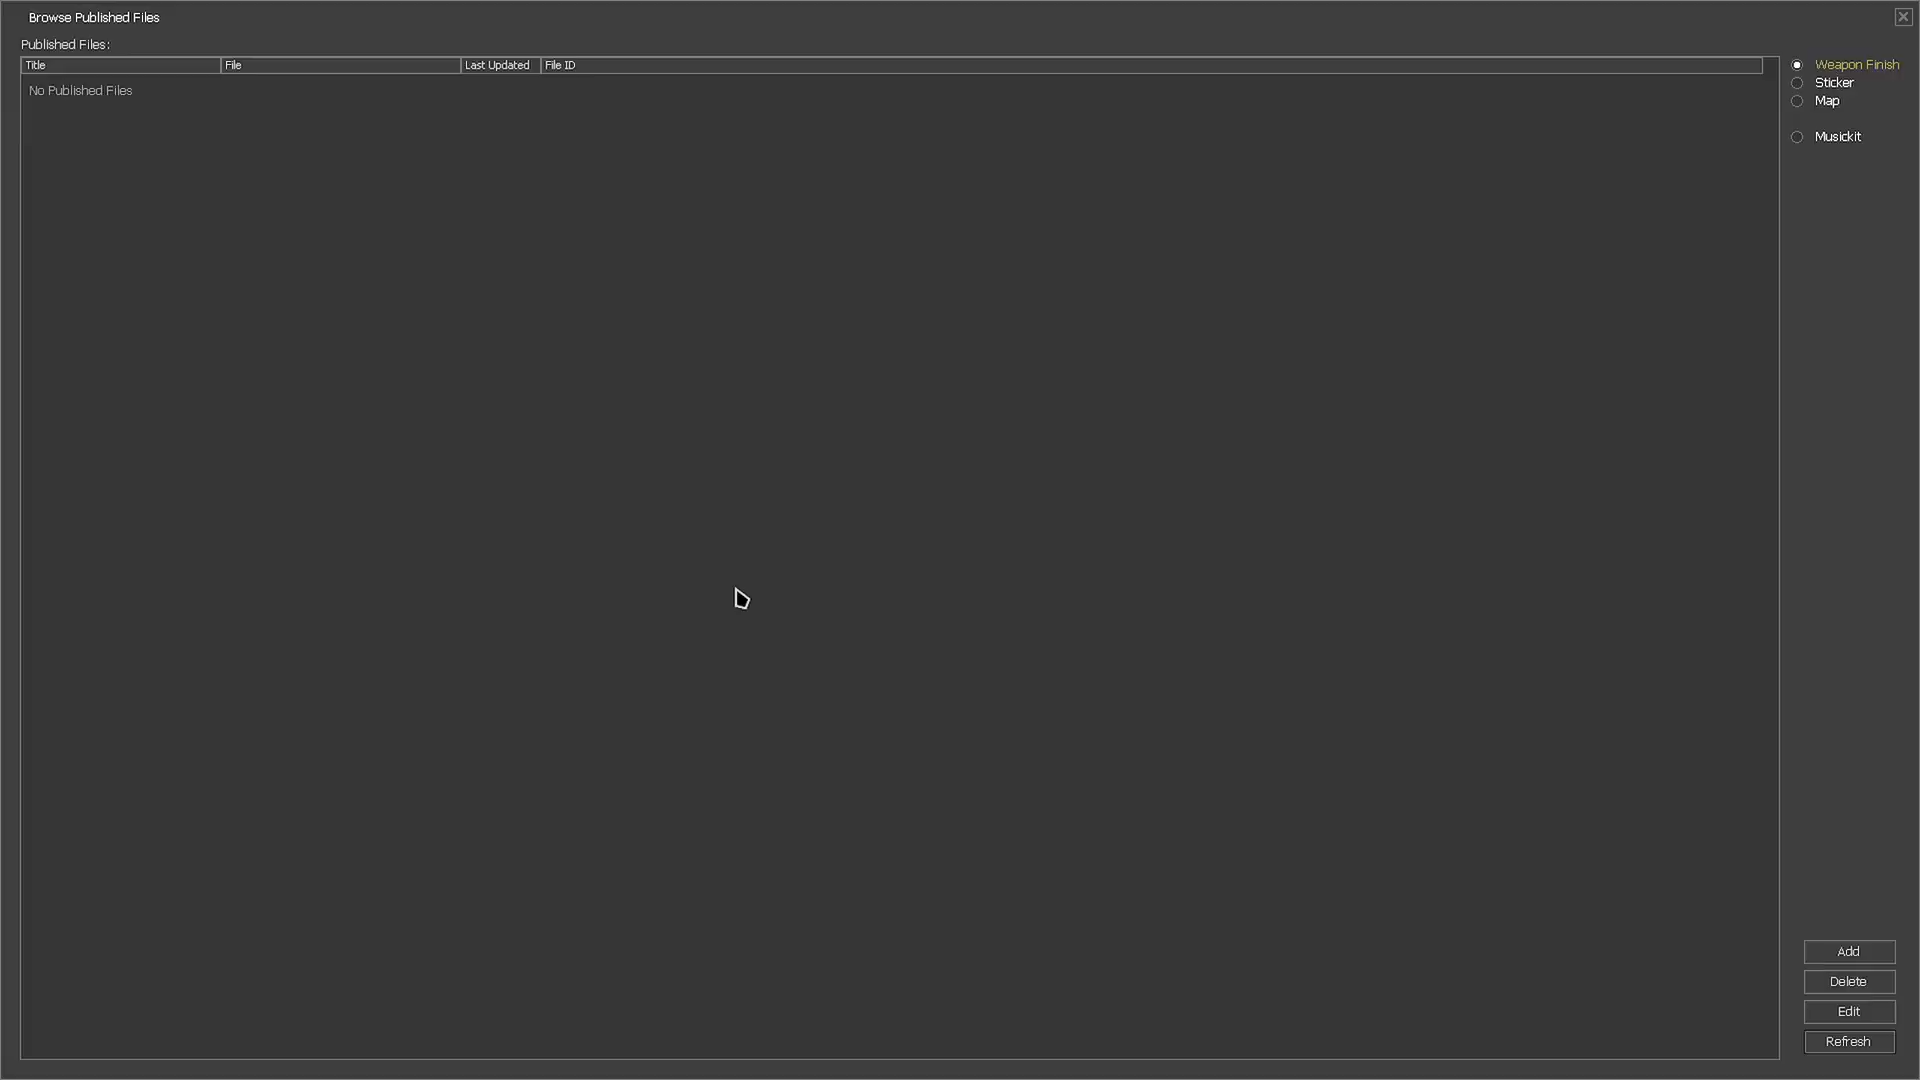 Browse Published Files
Published Files:
Title File Last Updated File ID
No Published Files
Weapon Finish
Sticker
Map
Musickit
Add
Delete
Edit
Refresh